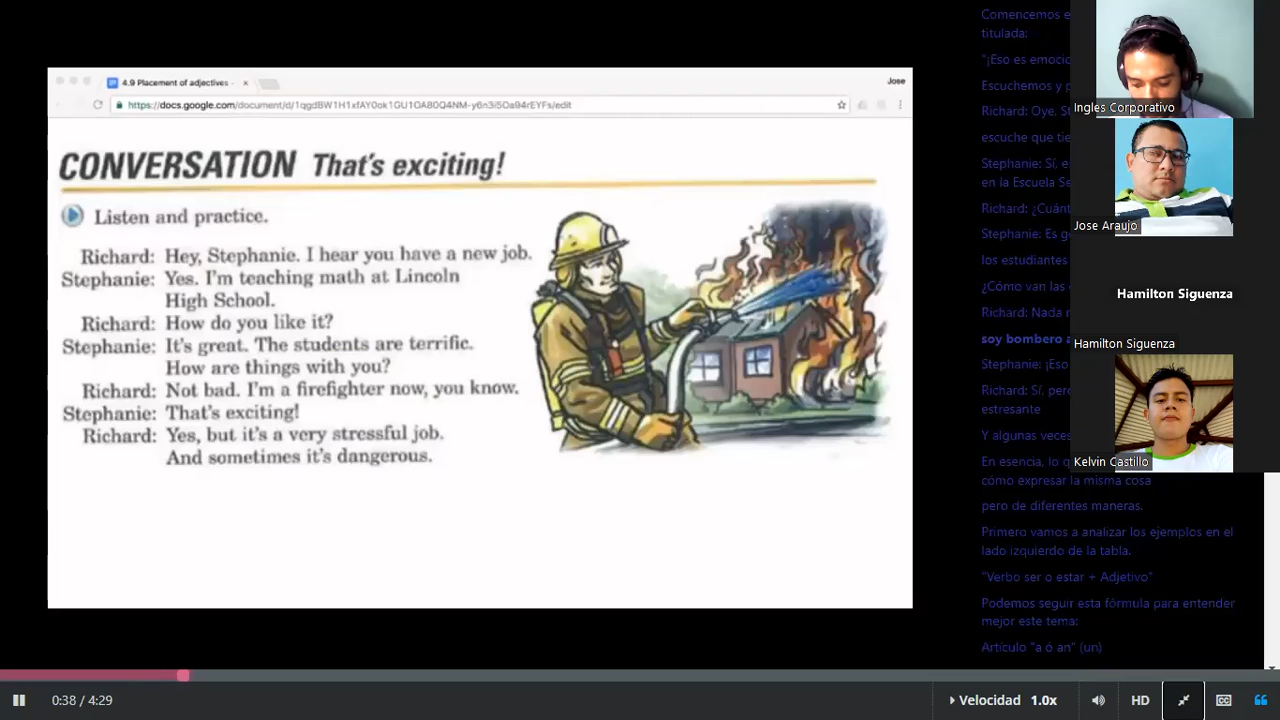 4.9 Placement of adjectives -
Jose
https://docs.google.com/document/d/1qgdBW1H1xfAY0ok1GU1OA80Q4NM-y6n3i5Oa94rEYFs/edit
CONVERSATION That's exciting!
Listen and practice.
Richard: Hey, Stephanie. I hear you have a new job.
Stephanie: Yes. I'm teaching math at Lincoln
High School.
Richard: How do you like it?
Stephanie: It's great. The students are terrific.
How are things with you?
Richard: Not bad. I'm a firefighter now, you know.
Stephanie: That's exciting!
Richard: Yes, but it's a very stressful job.
And sometimes it's dangerous.
Comencemos
titulada:
"¡Eso es
Escuchemos y
Richard: Oye,
escuche que
Stephanie: Sí,
en la Escuela
Richard:
Stephanie: Es
los estudiantes
¿Cómo van las
Richard: Nada
soy bombero
Stephanie: ¡Eso
Richard: Sí,
estresante
Y algunas
En esencia, lo
cómo expresar la misma cosa
pero de diferentes maneras.
Primero vamos a analizar los ejemplos en el
lado izquierdo de la tabla.
"Verbo ser o estar + Adjetivo"
Podemos seguir esta fórmula para entender
mejor este tema:
Artículo "a ó an" (un)
Ingles Corporativo
Jose Araujo
Hamilton Siguenza
Hamilton Siguenza
Kelvin Castillo
0:38 / 4:29
Velocidad 1.0x
HD
CC